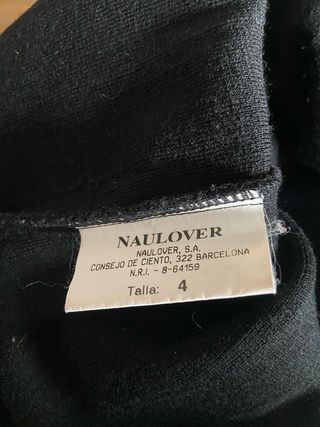 NAULOVER
NAULOVER, S.A.
CONSEJO DE CIENTO, 322 BARCELONA
N.R.I. - 8-64159
Talla: 4